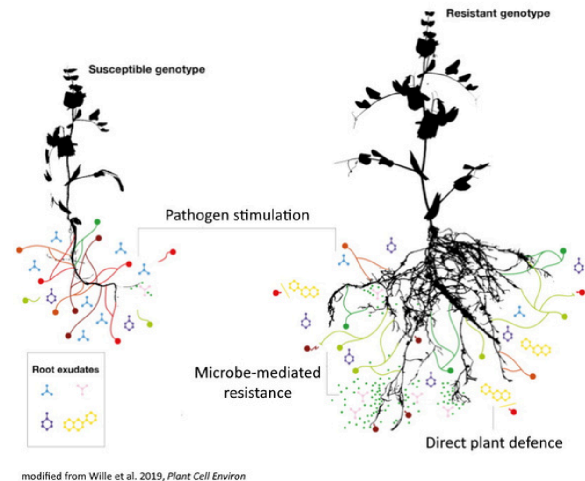 Resistant genotype
Susceptible genotype
Pathogen stimulation
Microbe-mediated
resistance
Root exudates
Direct plant defence
modified from Wille et al. 2019, Plant Cell Environ